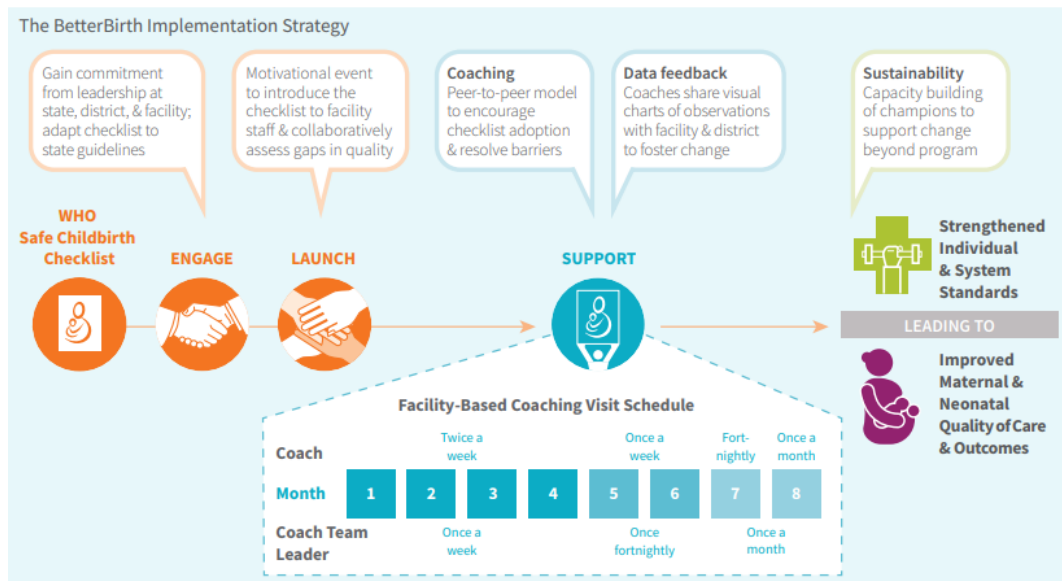 The BetterBirth Implementation Strategy
Gain commitment
from leadership at
state, district, & facility;
adapt checklist to
state guidelines
Motivational event
to introduce the
checklist to facility
staff & collaboratively
assess gaps in quality
Coaching
Peer-to-peer model
to encourage
checklist adoption
& resolve barriers
Data feedback
Coaches share visual
charts of observations
with facility & district
to foster change
Sustainability
Capacity building
of champions to
support change
beyond program
WHO
Safe Childbirth
Checklist
ENGAGE
LAUNCH
SUPPORT
Strengthened
Individual
& System
Standards
LEADING TO
Improved
Maternal &
Neonatal
Quality of Care
& Outcomes
Facility-Based Coaching Visit Schedule
Coach
Twice a
week
Once a
week
Fort-
nightly
Once a
month
Month
1 2 3 4 5 6 7 8
Coach Team
Leader
Once a
week
Once
fortnightly
Once a
month